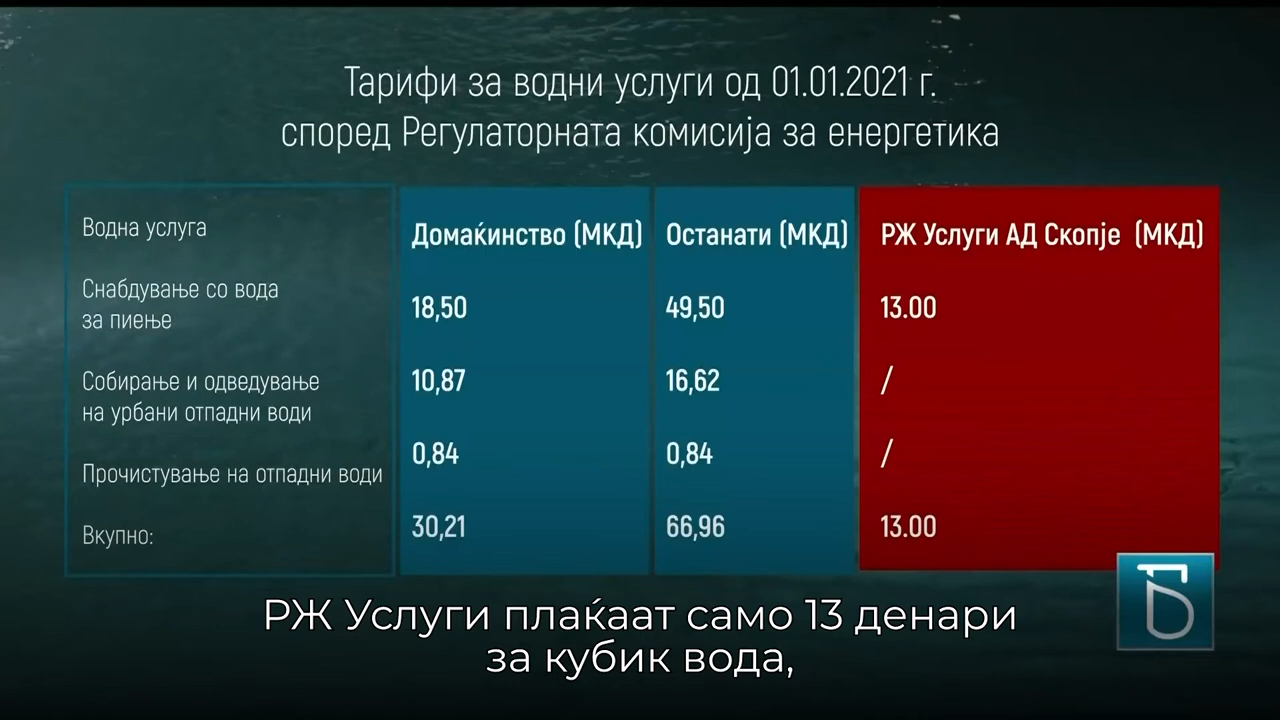 Тарифи за водни услуги од 01.01.2021 г.
според Регулаторната комисија за енергетика
Водна услуга
Домаќинство (МКД)
Останати (МКД)
РЖ Услуги АД Скопје (МКД)
Снабдување со вода
за пиење
18,50
49,50
13.00
Собирање и одведување
на урбани отпадни води
10,87
16,62
/
Прочистување на отпадни води
0,84
0,84
/
Вкупно:
30,21
66,96
13.00
РЖ Услуги плаќаат само 13 денари
за кубик вода,